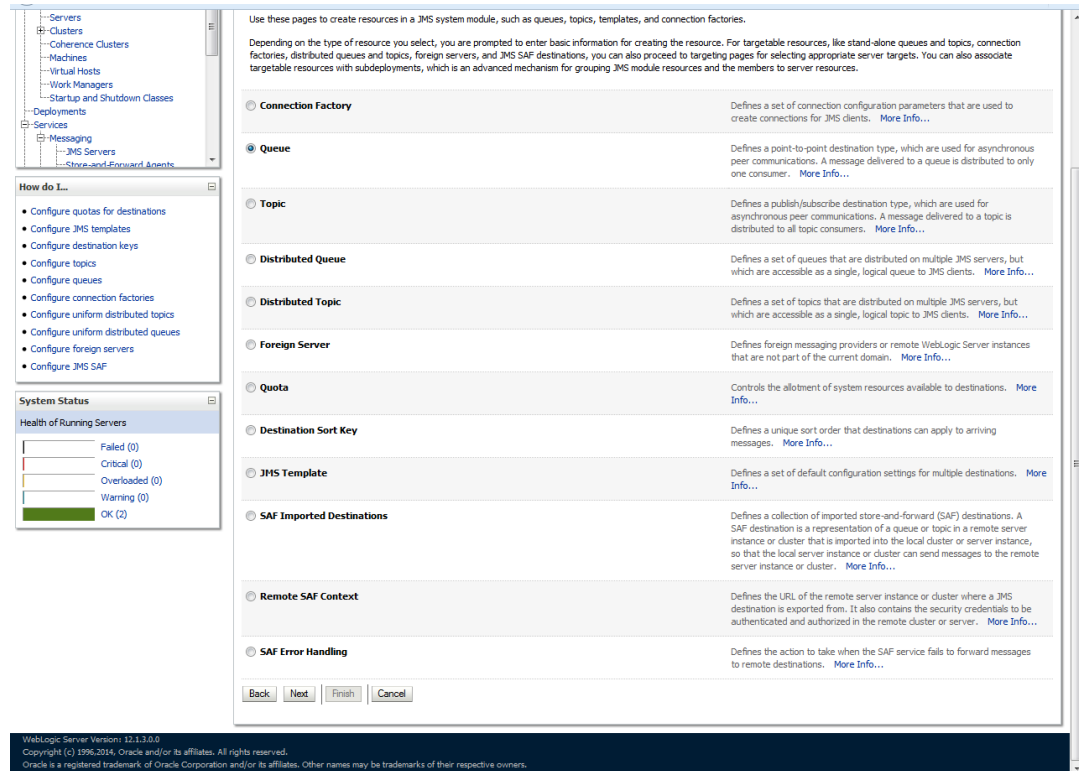 Servers
Clusters
Coherence Clusters
Machines
Virtual Hosts
Work Managers
Startup and Shutdown Classes
Deployments
Services
Messaging
JMS Servers
Store-and-Forward Agents
How do I...
Configure quotas for destinations
Configure JMS templates
Configure destination keys
Configure topics
Configure queues
Configure connection factories
Configure uniform distributed topics
Configure uniform distributed queues
Configure foreign servers
Configure JMS SAF
System Status
Health of Running Servers
Failed (0)
Critical (0)
Overloaded (0)
Warning (0)
OK (2)
Use these pages to create resources in a JMS system module, such as queues, topics, templates, and connection factories.
Depending on the type of resource you select, you are prompted to enter basic information for creating the resource. For targetable resources, like stand-alone queues and topics, connection
factories, distributed queues and topics, foreign servers, and JMS SAF destinations, you can also proceed to targeting pages for selecting appropriate server targets. You can also associate
targetable resources with subdeployments, which is an advanced mechanism for grouping JMS module resources and the members to server resources.
Connection Factory
Defines a set of connection configuration parameters that are used to
create connections for JMS clients. More Info...
Queue
Defines a point-to-point destination type, which are used for asynchronous
peer communications. A message delivered to a queue is distributed to only
one consumer. More Info...
Topic
Defines a publish/subscribe destination type, which are used for
asynchronous peer communications. A message delivered to a topic is
distributed to all topic consumers. More Info...
Distributed Queue
Defines a set of queues that are distributed on multiple JMS servers, but
which are accessible as a single, logical queue to JMS clients. More Info...
Distributed Topic
Defines a set of topics that are distributed on multiple JMS servers, but
which are accessible as a single, logical topic to JMS clients. More Info...
Foreign Server
Defines foreign messaging providers or remote WebLogic Server instances
that are not part of the current domain. More Info...
Quota
Controls the allotment of system resources available to destinations. More
Info...
Destination Sort Key
Defines a unique sort order that destinations can apply to arriving
messages. More Info...
JMS Template
Defines a set of default configuration settings for multiple destinations. More
Info...
SAF Imported Destinations
Defines a collection of imported store-and-forward (SAF) destinations. A
SAF destination is a representation of a queue or topic in a remote server
instance or cluster that is imported into the local cluster or server instance,
so that the local server instance or cluster can send messages to the remote
server instance or cluster. More Info...
Remote SAF Context
Defines the URL of the remote server instance or cluster where a JMS
destination is exported from. It also contains the security credentials to be
authenticated and authorized in the remote cluster or server. More Info...
SAF Error Handling
Defines the action to take when the SAF service fails to forward messages
to remote destinations. More Info...
Back Next Finish Cancel
WebLogic Server Version: 12.1.3.0.0
Copyright (c) 1996,2014, Oracle and/or its affiliates. All rights reserved.
Oracle is a registered trademark of Oracle Corporation and/or its affiliates. Other names may be trademarks of their respective owners.